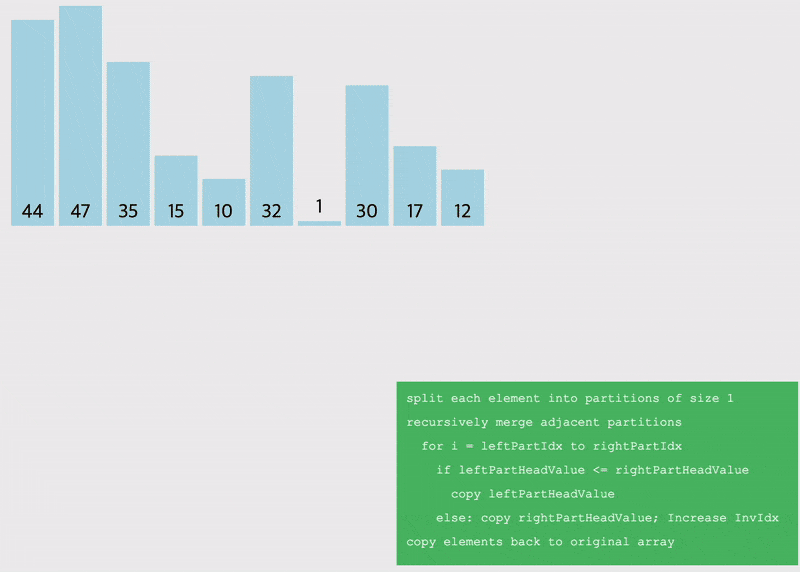 44 47 35 15 10 32 1 30 17 12
split each element into partitions of size 1
recursively merge adjacent partitions
for i = leftPartIdx to rightPartIdx
if leftPartHeadValue <= rightPartHeadValue
copy leftPartHeadValue
else: copy rightPartHeadValue; Increase InvIdx
copy elements back to original array